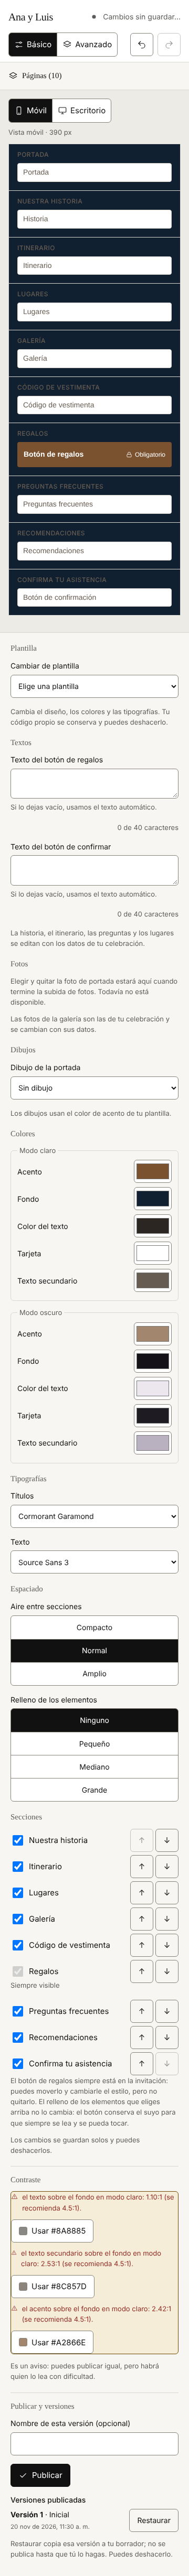 Ana y Luis
Cambios sin guardar...
Básico
Avanzado
Páginas (10)
Móvil
Escritorio
Vista móvil · 390 px
PORTADA
Portada
NUESTRA HISTORIA
Historia
ITINERARIO
Itinerario
LUGARES
Lugares
GALERÍA
Galería
CÓDIGO DE VESTIMENTA
Código de vestimenta
REGALOS
Botón de regalos
Obligatorio
PREGUNTAS FRECUENTES
Preguntas frecuentes
RECOMENDACIONES
Recomendaciones
CONFIRMA TU ASISTENCIA
Botón de confirmación
Plantilla
Cambiar de plantilla
Elige una plantilla
Cambia el diseño, los colores y las tipografías. Tu
código propio se conserva y puedes deshacerlo.
Textos
Texto del botón de regalos
Si lo dejas vacío, usamos el texto automático.
0 de 40 caracteres
Texto del botón de confirmar
Si lo dejas vacío, usamos el texto automático.
0 de 40 caracteres
La historia, el itinerario, las preguntas y los lugares
se editan con los datos de tu celebración.
Fotos
Elegir y quitar la foto de portada estará aquí cuando
termine la subida de fotos. Todavía no está
disponible.
Las fotos de la galería son las de tu celebración y
se cambian con sus datos.
Dibujos
Dibujo de la portada
Sin dibujo
Los dibujos usan el color de acento de tu plantilla.
Colores
Modo claro
Acento
Fondo
Color del texto
Tarjeta
Texto secundario
Modo oscuro
Acento
Fondo
Color del texto
Tarjeta
Texto secundario
Tipografías
Títulos
Cormorant Garamond
Texto
Source Sans 3
Espaciado
Aire entre secciones
Compacto
Normal
Amplio
Relleno de los elementos
Ninguno
Pequeño
Mediano
Grande
Secciones
Nuestra historia
Itinerario
Lugares
Galería
Código de vestimenta
Regalos
Siempre visible
Preguntas frecuentes
Recomendaciones
Confirma tu asistencia
El botón de regalos siempre está en la invitación:
puedes moverlo y cambiarle el estilo, pero no
quitarlo. El relleno de los elementos que eliges
arriba no lo cambia: el botón conserva el suyo para
que siempre se lea y se pueda tocar.
Los cambios se guardan solos y puedes
deshacerlos.
Contraste
el texto sobre el fondo en modo claro: 1.10:1 (se
recomienda 4.5:1).
Usar #8A8885
el texto secundario sobre el fondo en modo
claro: 2.53:1 (se recomienda 4.5:1).
Usar #8C857D
el acento sobre el fondo en modo claro: 2.42:1
(se recomienda 4.5:1).
Usar #A2866E
Es un aviso: puedes publicar igual, pero habrá
quien lo lea con dificultad.
Publicar y versiones
Nombre de esta versión (opcional)
Publicar
Versiones publicadas
Versión 1 · Inicial
20 nov de 2026, 11:30 a. m.
Restaurar
Restaurar copia esa versión a tu borrador; no se
publica hasta que tú lo hagas. Puedes deshacerlo.